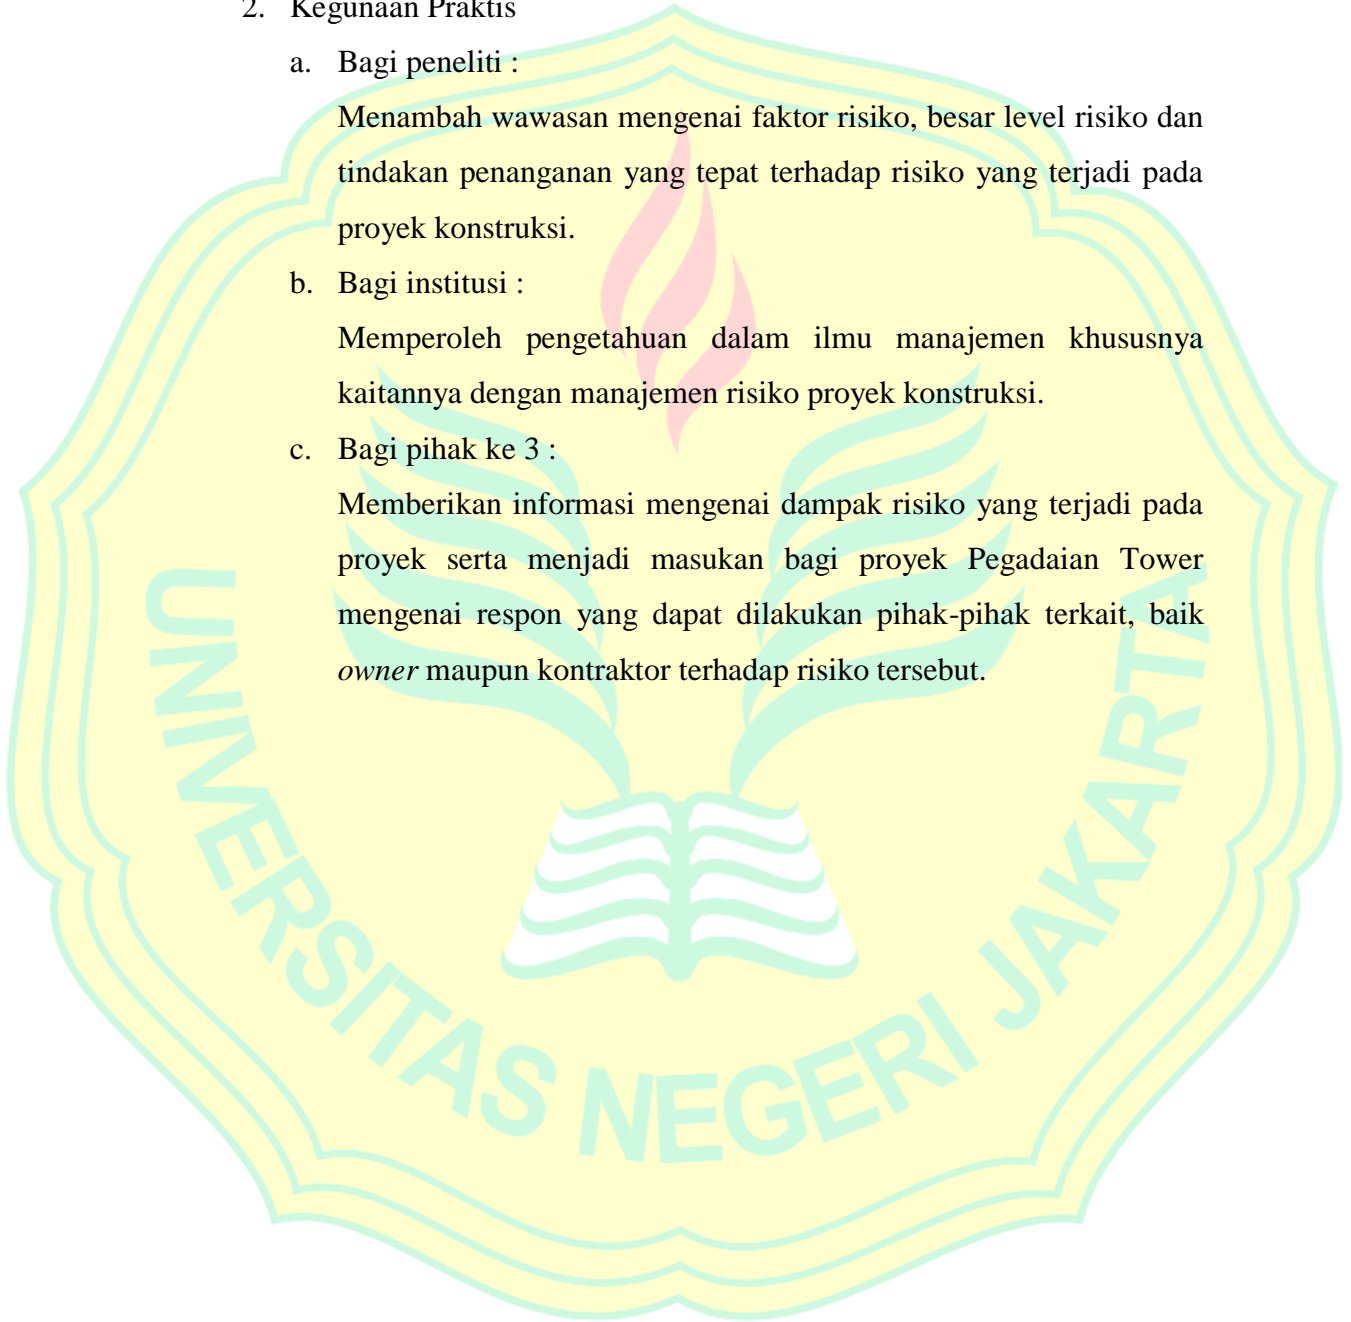 2. Kegunaan Praktis
a. Bagi peneliti :
Menambah wawasan mengenai faktor risiko, besar level risiko dan
tindakan penanganan yang tepat terhadap risiko yang terjadi pada
proyek konstruksi.
b. Bagi institusi :
Memperoleh pengetahuan dalam ilmu manajemen khususnya
kaitannya dengan manajemen risiko proyek konstruksi.
c. Bagi pihak ke 3 :
Memberikan informasi mengenai dampak risiko yang terjadi pada
proyek serta menjadi masukan bagi proyek Pegadaian Tower
mengenai respon yang dapat dilakukan pihak-pihak terkait, baik
owner maupun kontraktor terhadap risiko tersebut.
UNIVERSITAS NEGERI JAKARTA